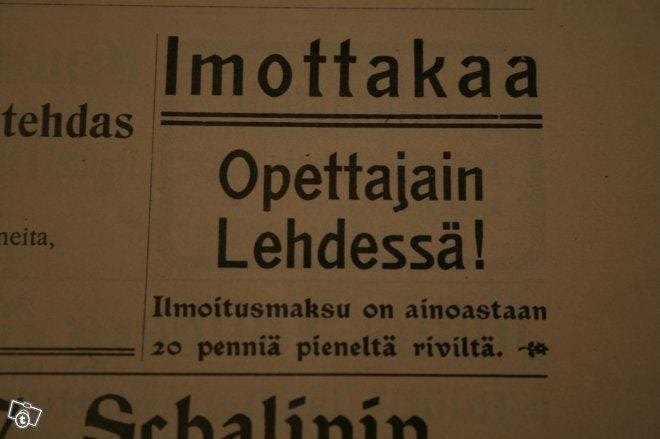 tehdas
neita,
Imottakaa
Opettajain
Lehdessä!
Ilmoitusmaksu on ainoastaan
20 penniä pieneltä riviltä.
Schalinin